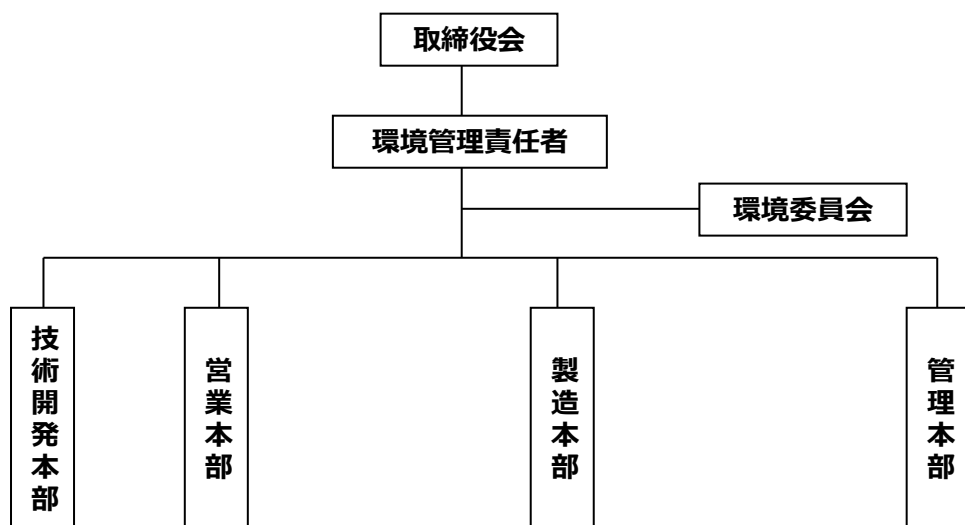 取締役会
環境管理責任者
環境委員会
技術開発本部
営業本部
製造本部
管理本部